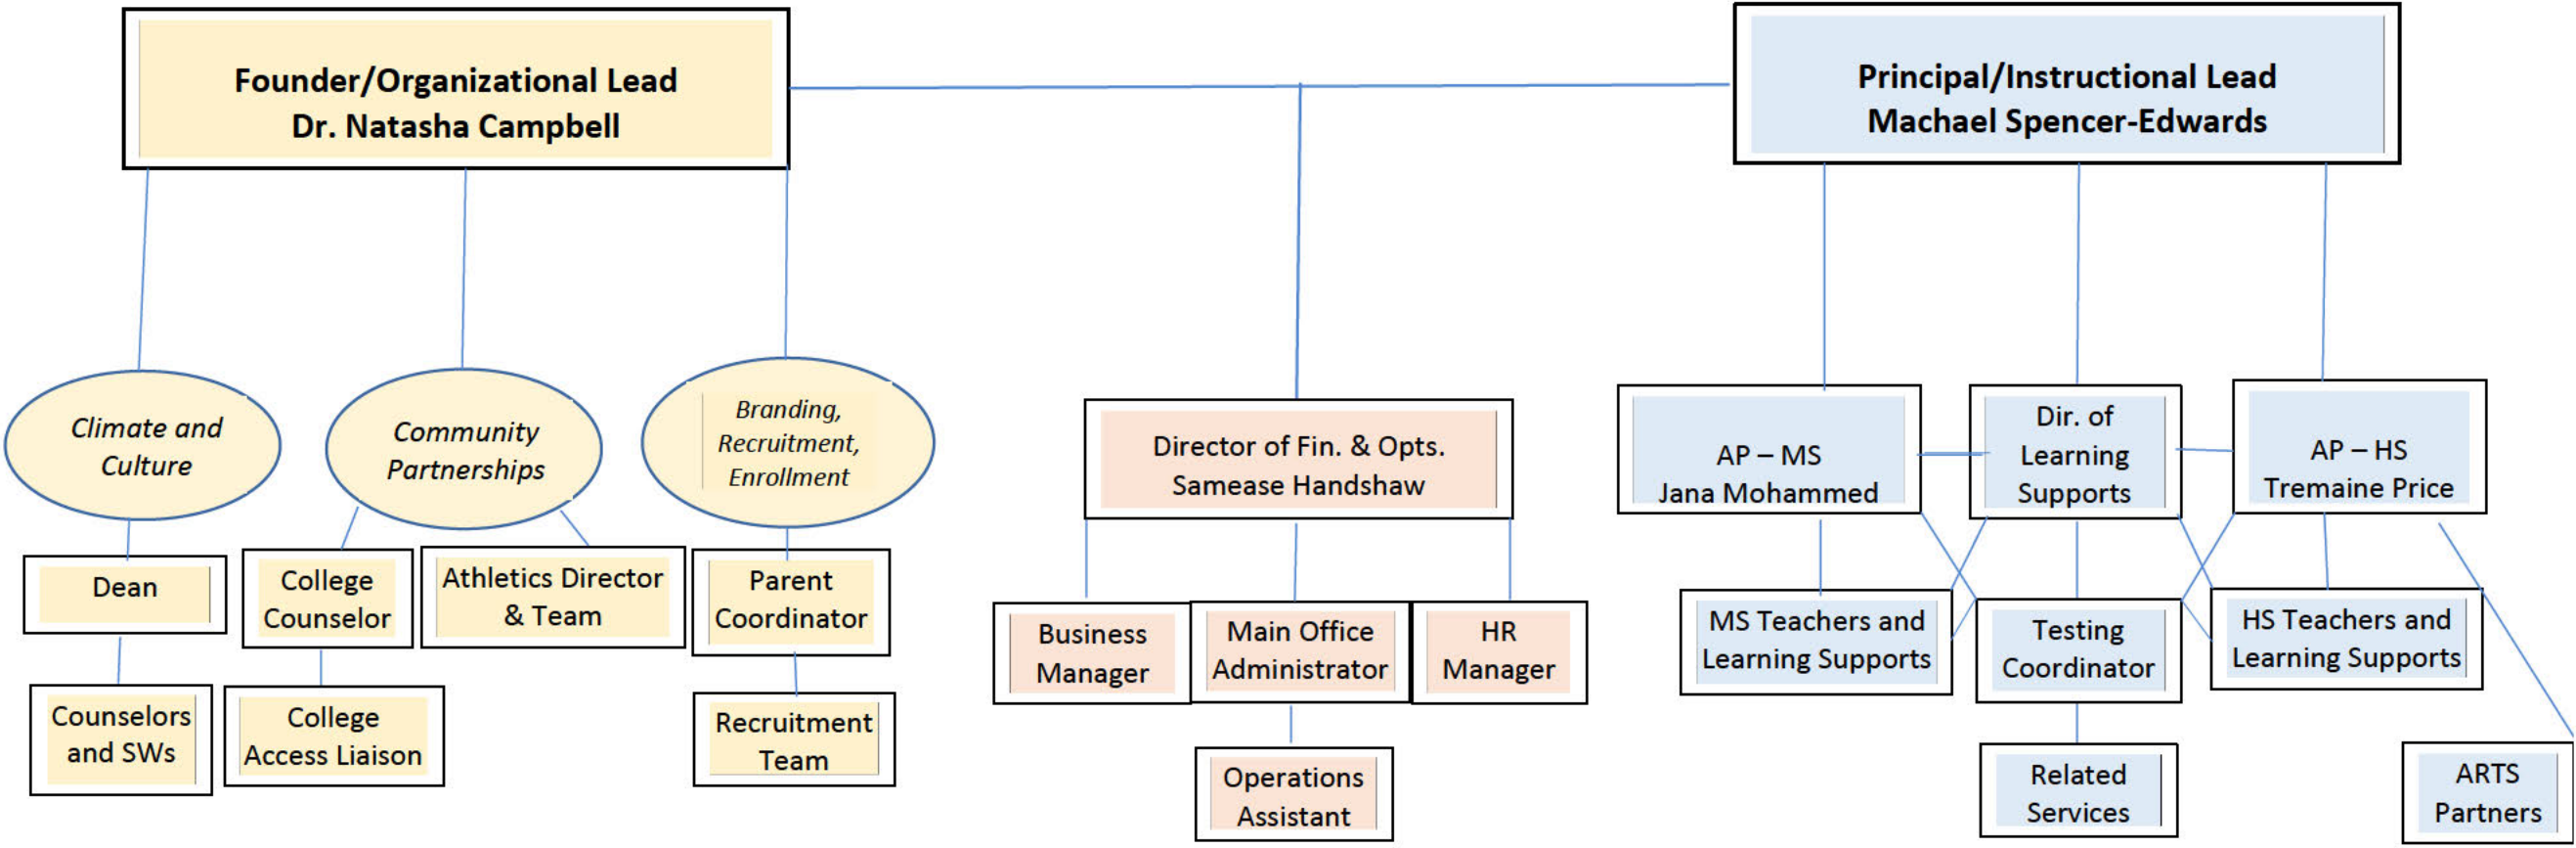 Founder/Organizational Lead
Dr. Natasha Campbell
Principal/Instructional Lead
Machael Spencer-Edwards
Climate and
Culture
Community
Partnerships
Branding,
Recruitment,
Enrollment
Director of Fin. & Opts.
Samease Handshaw
AP – MS
Jana Mohammed
Dir. of
Learning
Supports
AP – HS
Tremaine Price
Dean
College
Counselor
Athletics Director
& Team
Parent
Coordinator
Business
Manager
Main Office
Administrator
HR
Manager
MS Teachers and
Learning Supports
Testing
Coordinator
HS Teachers and
Learning Supports
Counselors
and SWs
College
Access Liaison
Recruitment
Team
Operations
Assistant
Related
Services
ARTS
Partners